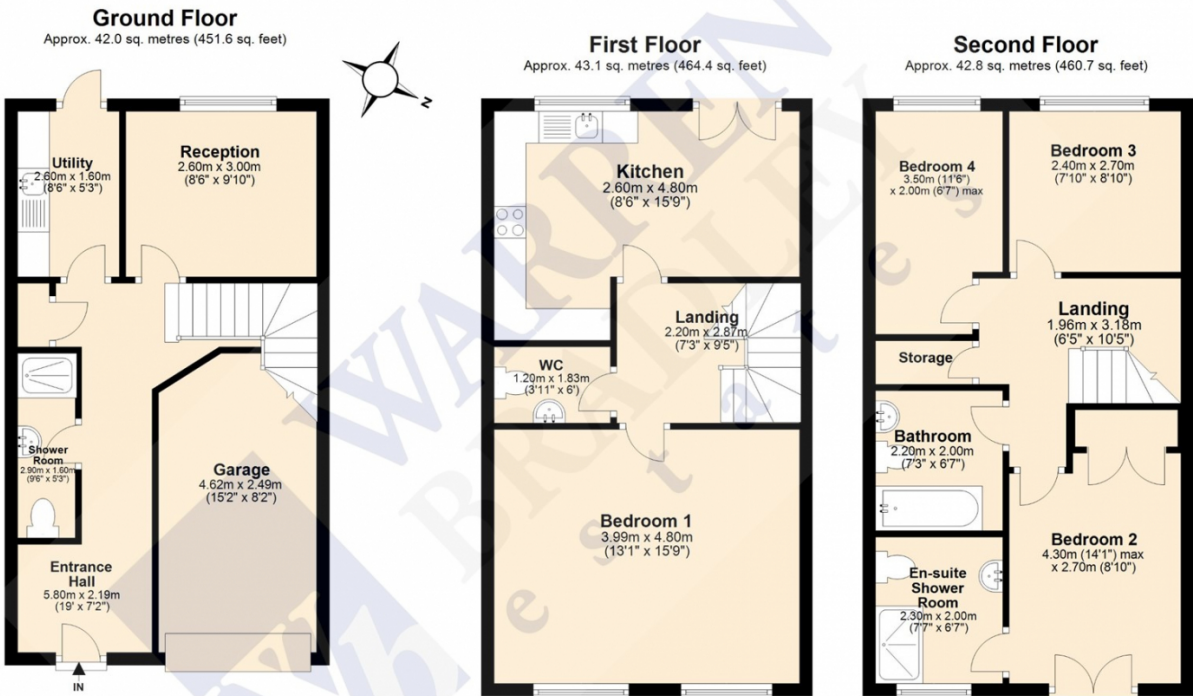 Ground Floor
Approx. 42.0 sq. metres (451.6 sq. feet)
Utility
2.60m x 1.60m
(8'6" x 5'3")
Reception
2.60m x 3.00m
(8'6" x 9'10")
Shower
Room
2.90m x 1.60m
(9'6" x 5'3")
Garage
4.62m x 2.49m
(15'2" x 8'2")
Entrance
Hall
5.80m x 2.19m
(19' x 7'2")
IN
N
First Floor
Approx. 43.1 sq. metres (464.4 sq. feet)
Kitchen
2.60m x 4.80m
(8'6" x 15'9")
Landing
2.20m x 2.87m
(7'3" x 9'5")
WC
1.20m x 1.83m
(3'11" x 6')
Bedroom 1
3.99m x 4.80m
(13'1" x 15'9")
Second Floor
Approx. 42.8 sq. metres (460.7 sq. feet)
Bedroom 4
3.50m (11'6")
x 2.00m (6'7") max
Bedroom 3
2.40m x 2.70m
(7'10" x 8'10")
Landing
1.96m x 3.18m
(6'5" x 10'5")
Storage
Bathroom
2.20m x 2.00m
(7'3" x 6'7")
Bedroom 2
4.30m (14'1") max
x 2.70m (8'10")
En-suite
Shower
Room
2.30m x 2.00m
(7'7" x 6'7")
WARREN
BRADLEY
estates